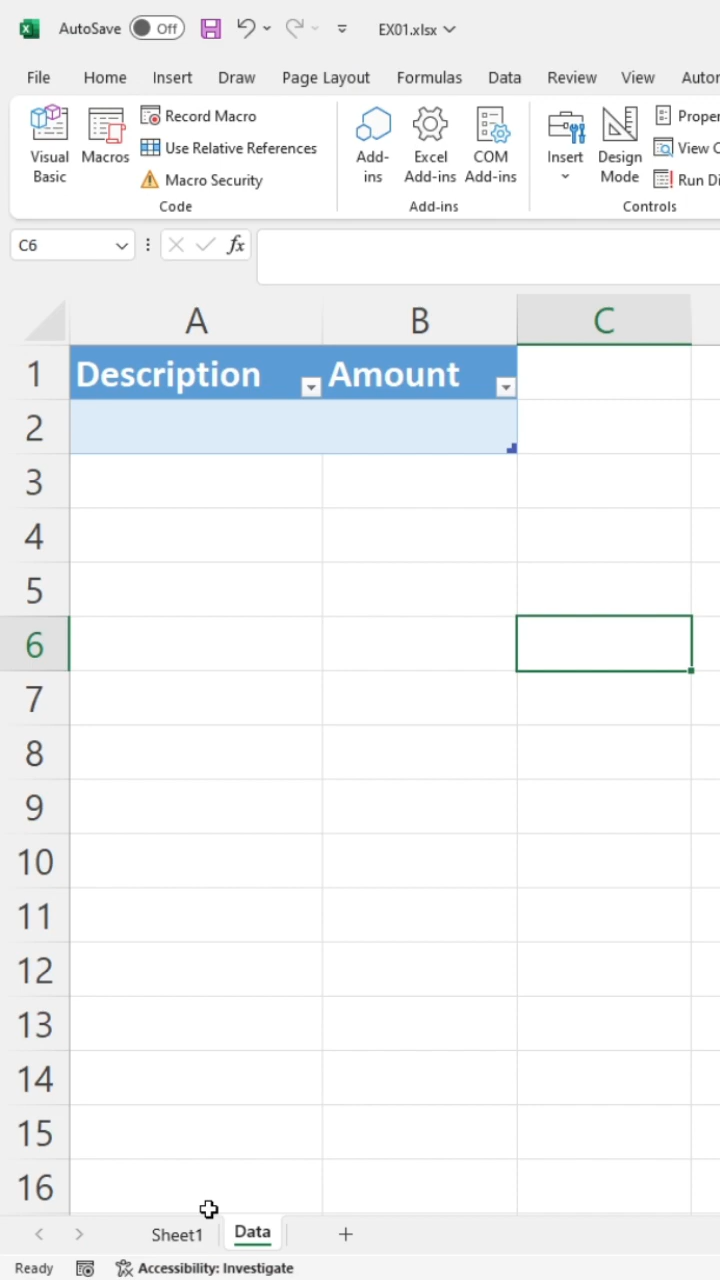 AutoSave Off EX01.xlsx
File Home Insert Draw Page Layout Formulas Data Review View
Visual Basic
Macros
Record Macro
Use Relative References
Macro Security
Code
Add-ins
Excel Add-ins
COM Add-ins
Add-ins
Insert
Design Mode
View C
Run Di
Controls
C6 fx
A B C
1 Description Amount
2
3
4
5
6
7
8
9
10
11
12
13
14
15
16
Sheet1 Data +
Ready Accessibility: Investigate